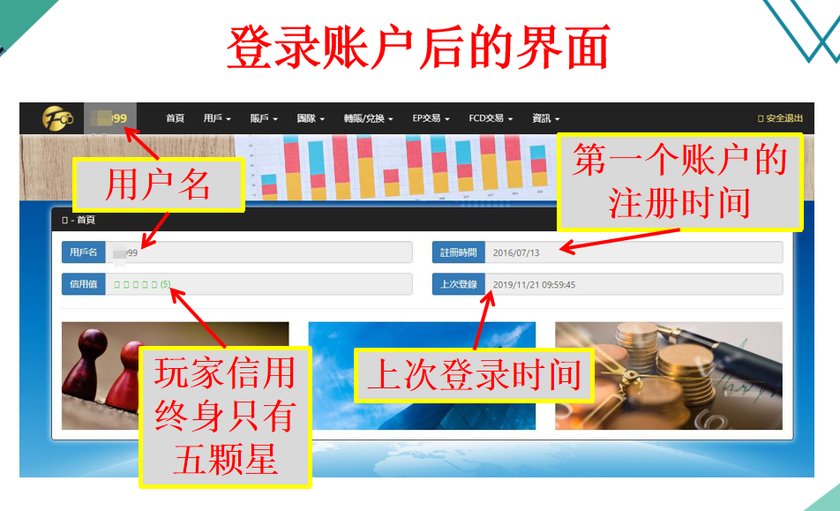 登录账户后的界面
FCD
99
首頁
用戶
賬戶
團隊
轉賬/兌換
EP交易
FCD交易
資訊
安全退出
用户名
第一个账户的
注册时间
- 首頁
用戶名
99
註冊時間
2016/07/13
信用值
(5)
上次登錄
2019/11/21 09:59:45
玩家信用
终身只有
五颗星
上次登录时间